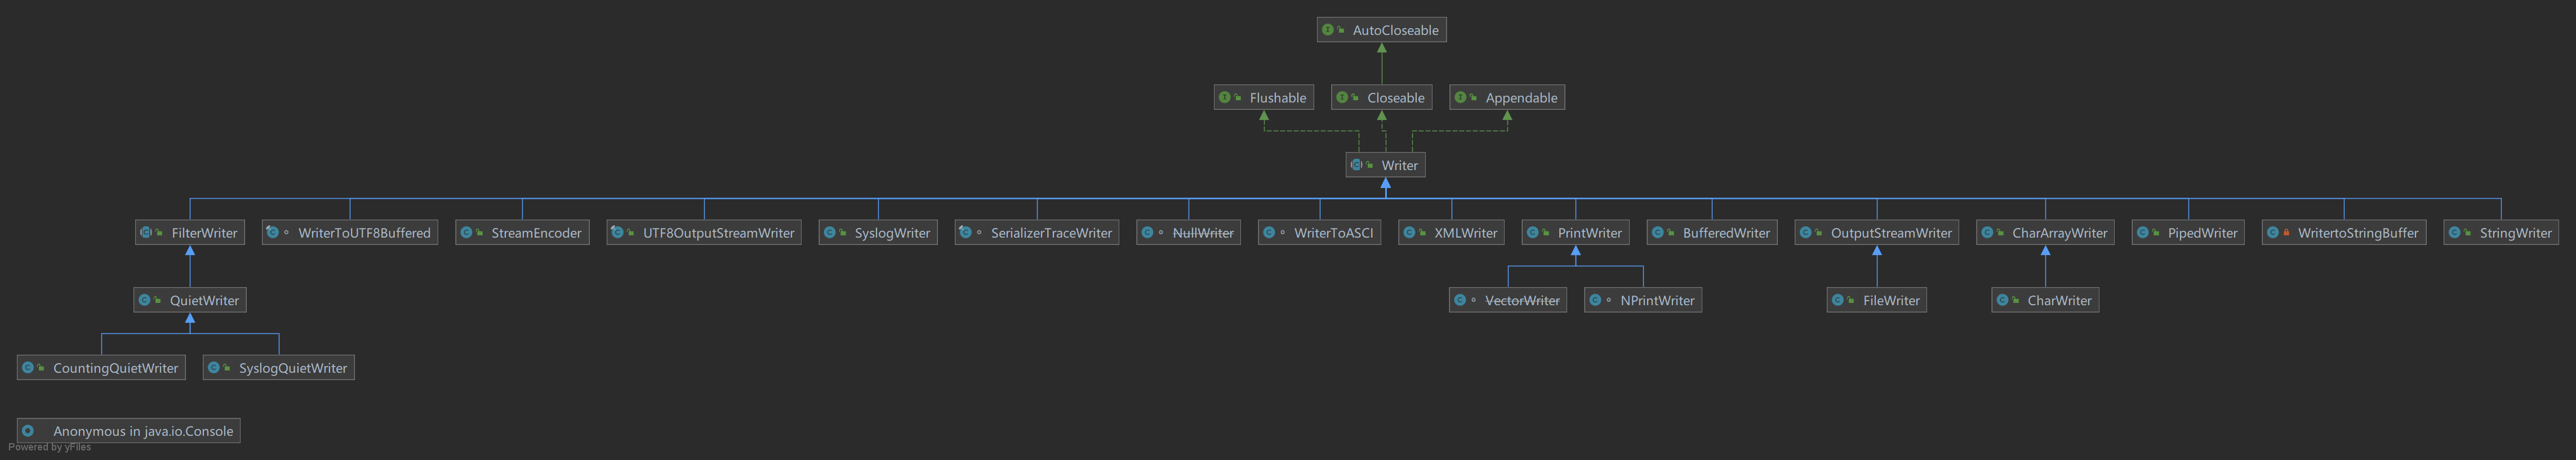 AutoCloseable
Flushable
Closeable
Appendable
Writer
FilterWriter
WriterToUTF8Buffered
StreamEncoder
UTF8OutputStreamWriter
SyslogWriter
SerializerTraceWriter
NullWriter
WriterToASCI
XMLWriter
PrintWriter
BufferedWriter
OutputStreamWriter
CharArrayWriter
PipedWriter
WritertoStringBuffer
StringWriter
QuietWriter
VectorWriter
NPrintWriter
FileWriter
CharWriter
CountingQuietWriter
SyslogQuietWriter
Anonymous in java.io.Console
Powered by yFiles